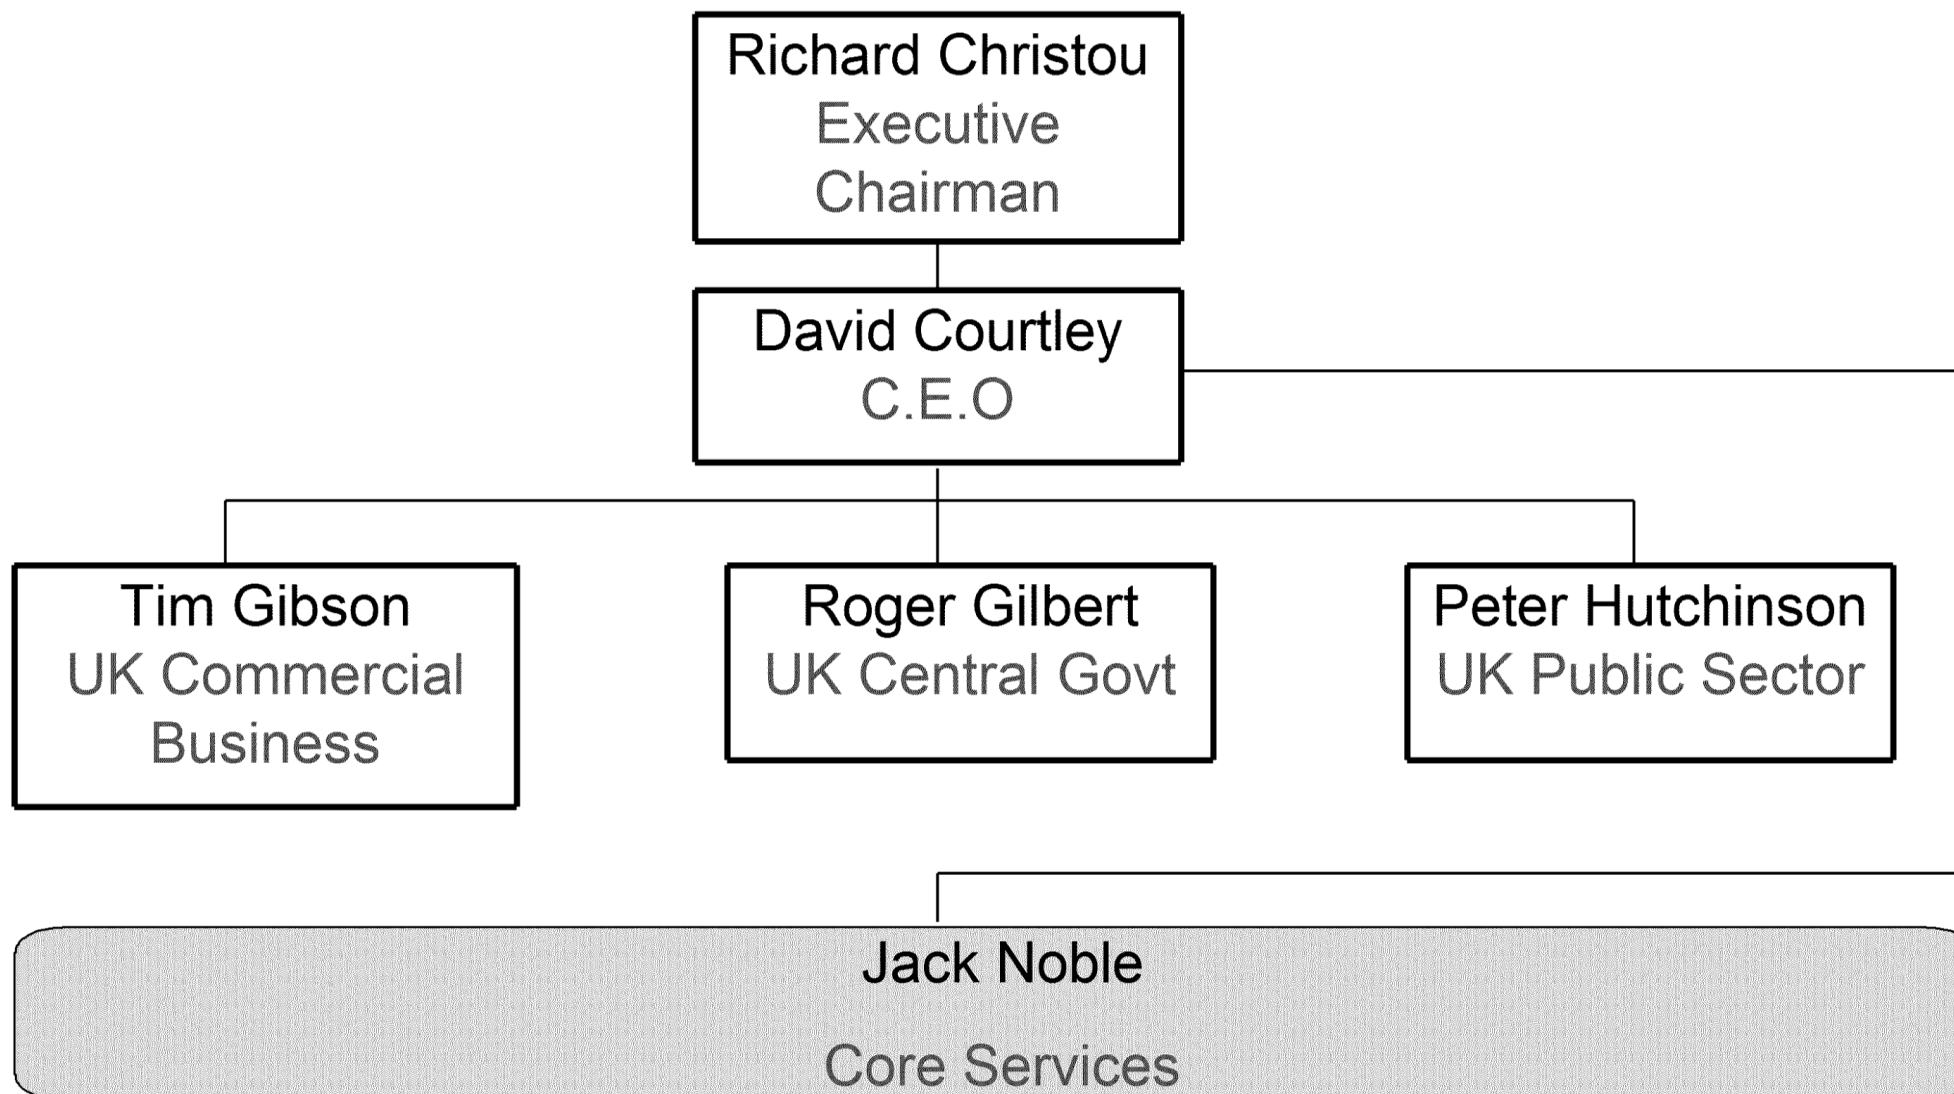 Richard Christou
Executive
Chairman
David Courtley
C.E.O
Tim Gibson
UK Commercial
Business
Roger Gilbert
UK Central Govt
Peter Hutchinson
UK Public Sector
Jack Noble
Core Services